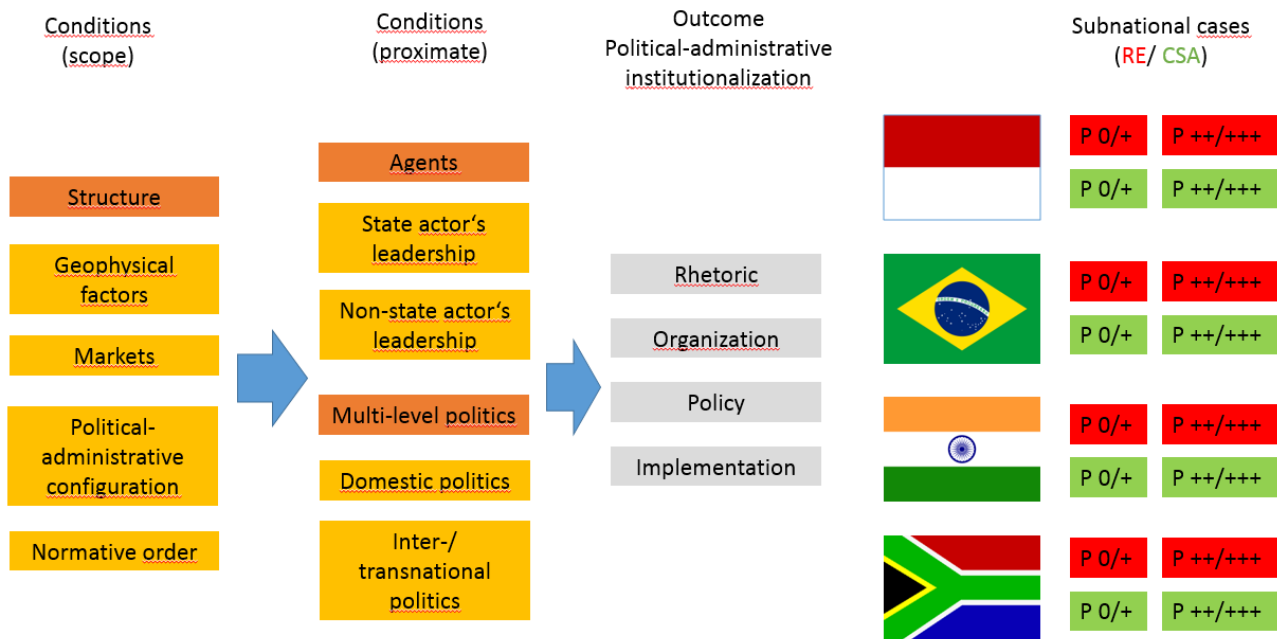 Conditions
(scope)
Structure
Geophysical
factors
Markets
Political-
administrative
configuration
Normative order
Conditions
(proximate)
Agents
State actor‘s
leadership
Non-state actor‘s
leadership
Multi-level politics
Domestic politics
Inter-/
transnational
politics
Outcome
Political-administrative
institutionalization
Rhetoric
Organization
Policy
Implementation
Subnational cases
(RE/ CSA)
P 0/+ P ++/+++
P 0/+ P ++/+++
P 0/+ P ++/+++
P 0/+ P ++/+++
P 0/+ P ++/+++
P 0/+ P ++/+++
P 0/+ P ++/+++
P 0/+ P ++/+++